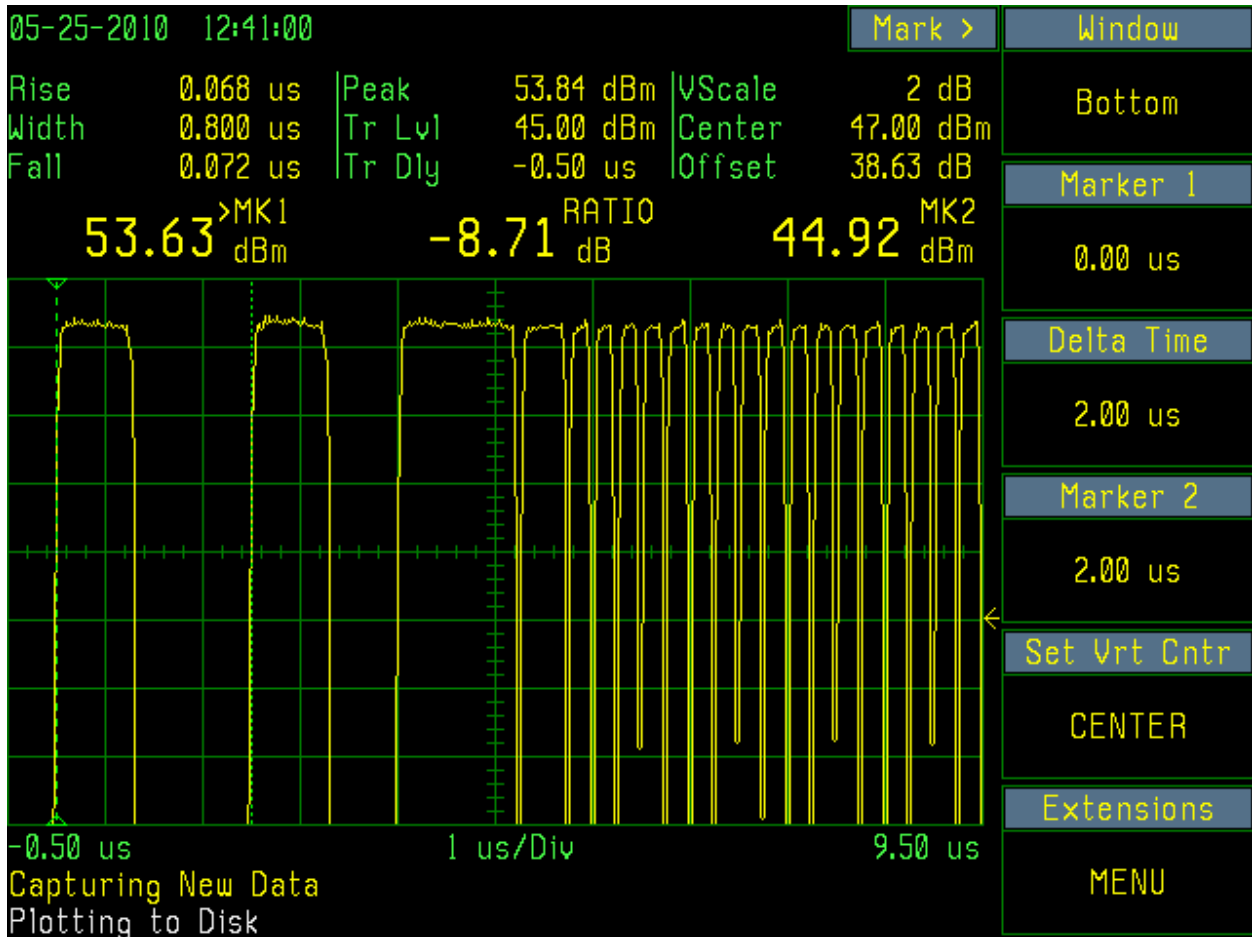 05-25-2010 12:41:00 Mark > Window
Rise 0.068 us Peak 53.84 dBm VScale 2 dB
Bottom
Width 0.800 us Tr Lvl 45.00 dBm Center 47.00 dBm
Fall 0.072 us Tr Dly -0.50 us Offset 38.63 dB
Marker 1
53.63 >MK1 dBm -8.71 RATIO dB 44.92 MK2 dBm
0.00 us
Delta Time
2.00 us
Marker 2
2.00 us
Set Vrt Cntr
CENTER
Extensions
-0.50 us 1 us/Div 9.50 us
Capturing New Data
MENU
Plotting to Disk